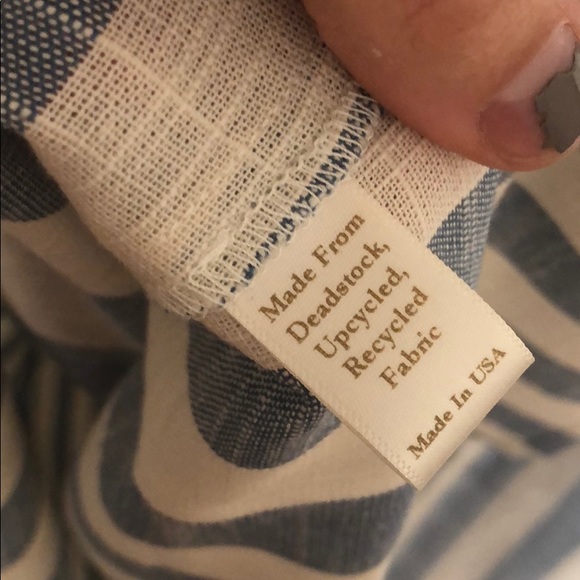 Made From
Deadstock,
Upcycled,
Recycled
Fabric
Made In USA